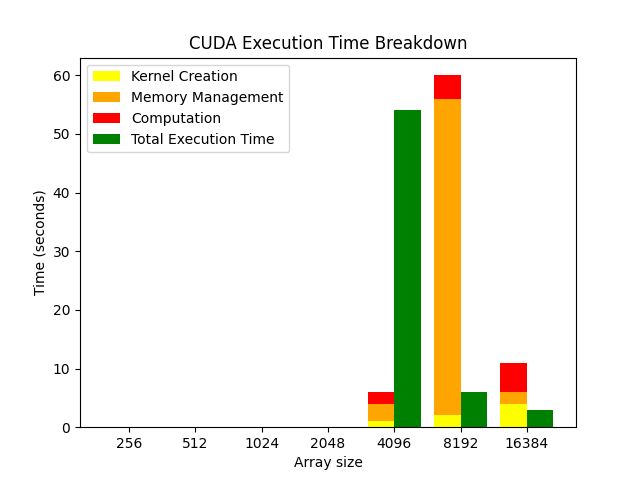 CUDA Execution Time Breakdown
Kernel Creation
Memory Management
Computation
Total Execution Time
Time (seconds)
60
50
40
30
20
10
0
256 512 1024 2048 4096 8192 16384
Array size